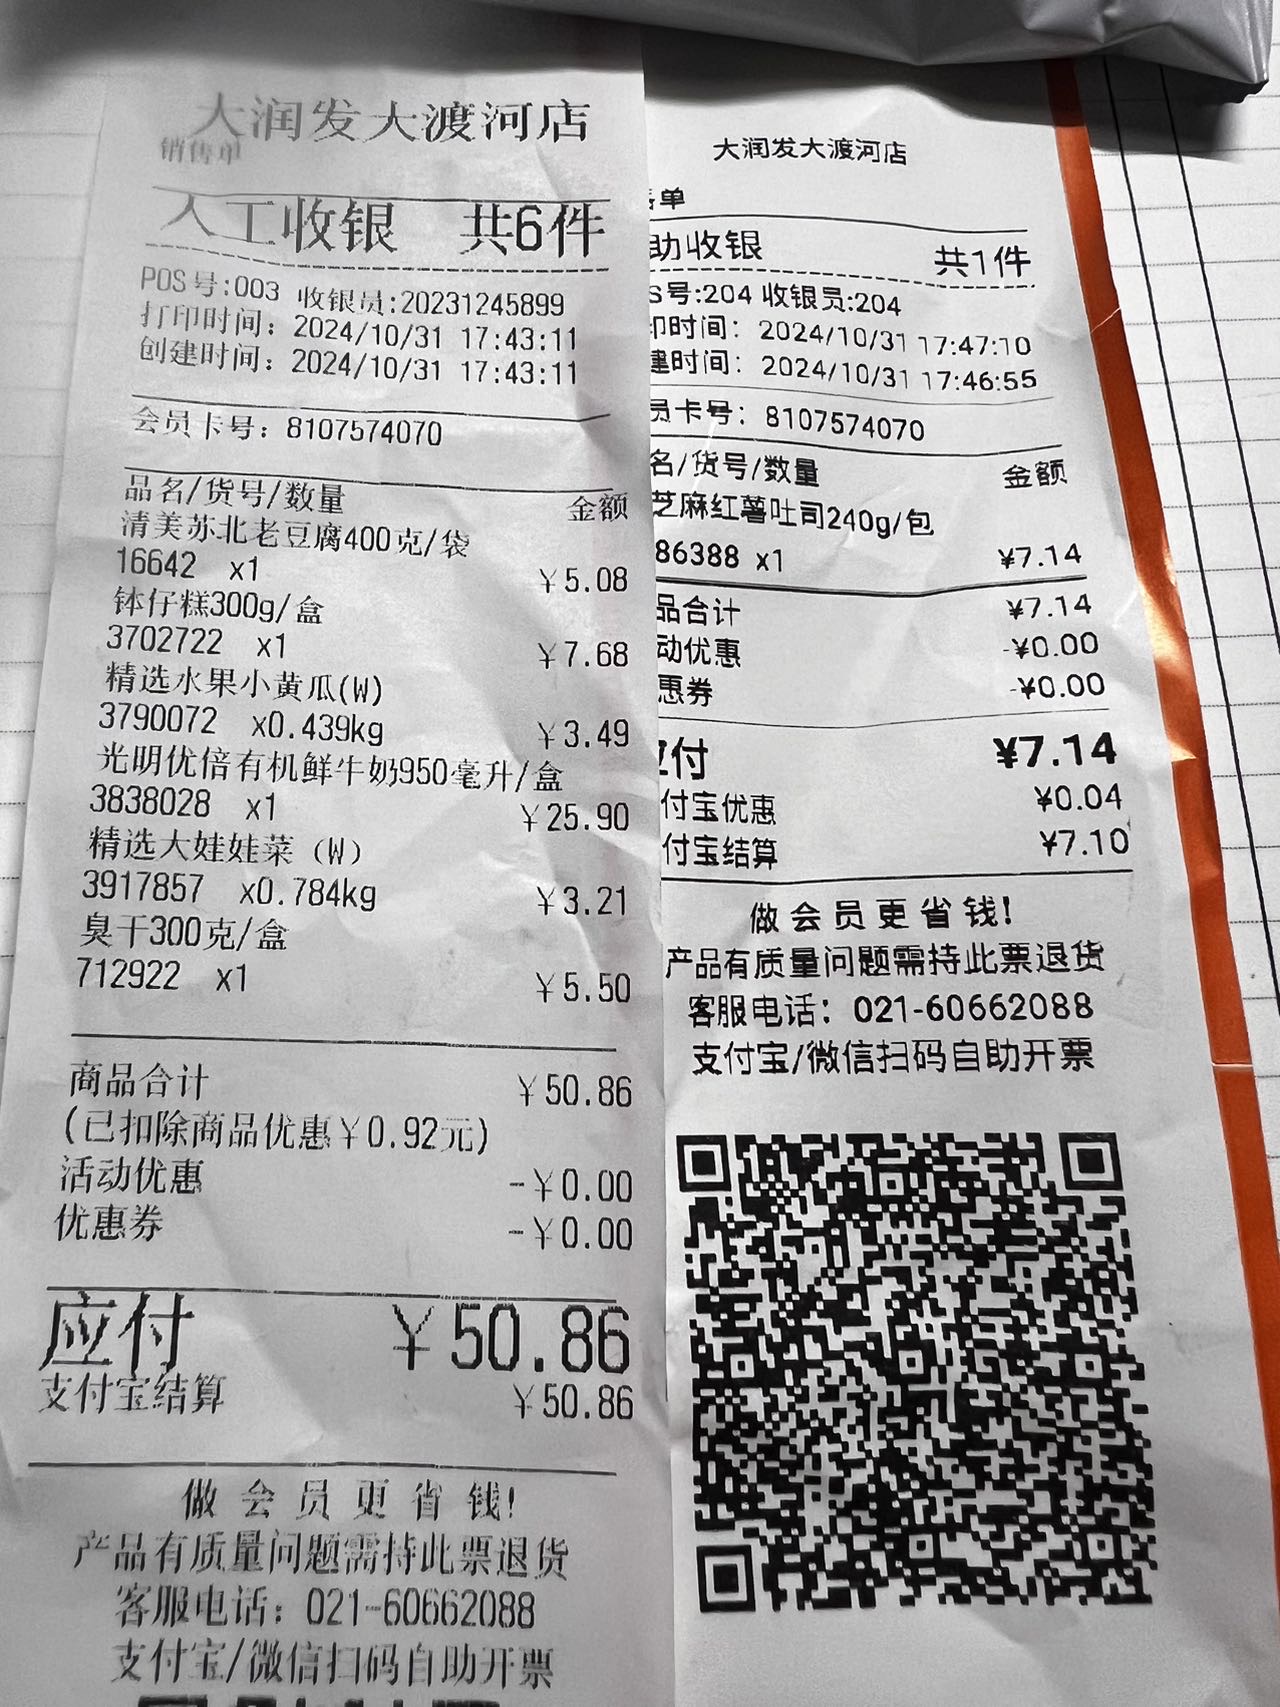 大润发大渡河店
销售单
人工收银 共6件
POS号:003 收银员:20231245899
打印时间: 2024/10/31 17:43:11
创建时间: 2024/10/31 17:43:11
会员卡号: 8107574070
品名/货号/数量 金额
清美苏北老豆腐400克/袋
16642 x1 ￥5.08
钵仔糕300g/盒
3702722 x1 ￥7.68
精选水果小黄瓜(W)
3790072 x0.439kg ￥3.49
光明优倍有机鲜牛奶950毫升/盒
3838028 x1 ￥25.90
精选大娃娃菜（W）
3917857 x0.784kg ￥3.21
臭干300克/盒
712922 x1 ￥5.50
商品合计 ￥50.86
(已扣除商品优惠￥0.92元)
活动优惠 -￥0.00
优惠券 -￥0.00
应付 ￥50.86
支付宝结算 ￥50.86
做会员更省钱!
产品有质量问题需持此票退货
客服电话: 021-60662088
支付宝/微信扫码自助开票
大润发大渡河店
单
助收银 共1件
S号:204 收银员:204
印时间: 2024/10/31 17:47:10
建时间: 2024/10/31 17:46:55
员卡号: 8107574070
名/货号/数量 金额
芝麻红薯吐司240g/包
86388 x1 ¥7.14
品合计 ¥7.14
动优惠 -¥0.00
惠券 -¥0.00
付 ¥7.14
付宝优惠 ¥0.04
付宝结算 ¥7.10
做会员更省钱!
产品有质量问题需持此票退货
客服电话: 021-60662088
支付宝/微信扫码自助开票